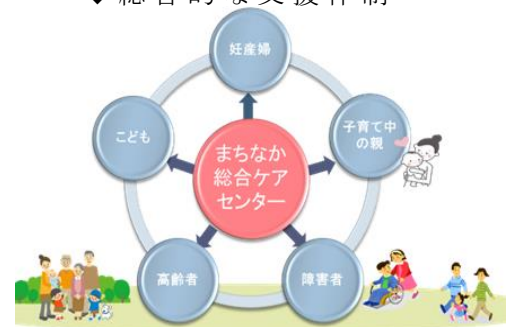 ◆総合的な支援体制
妊産婦
こども
子育て中
の親
まちなか
総合ケア
センター
高齢者
障害者